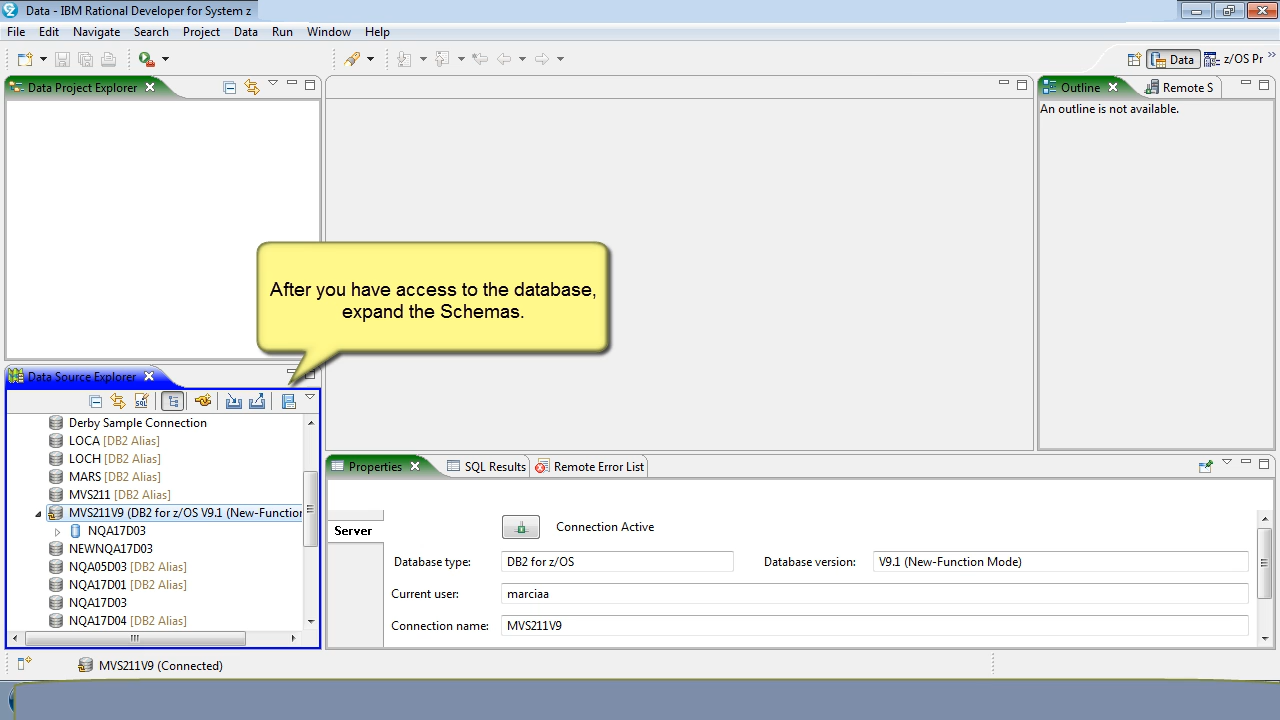 Data - IBM Rational Developer for System z
File Edit Navigate Search Project Data Run Window Help
Data z/OS Pr
Data Project Explorer
Outline Remote S
An outline is not available.
After you have access to the database,
expand the Schemas.
Data Source Explorer
Derby Sample Connection
LOCA [DB2 Alias]
LOCH [DB2 Alias]
MARS [DB2 Alias]
MVS211 [DB2 Alias]
MVS211V9 (DB2 for z/OS V9.1 (New-Function
NQA17D03
NEWNQA17D03
NQA05D03 [DB2 Alias]
NQA17D01 [DB2 Alias]
NQA17D03
NQA17D04 [DB2 Alias]
Properties SQL Results Remote Error List
Server
Connection Active
Database type: DB2 for z/OS Database version: V9.1 (New-Function Mode)
Current user: marciaa
Connection name: MVS211V9
MVS211V9 (Connected)